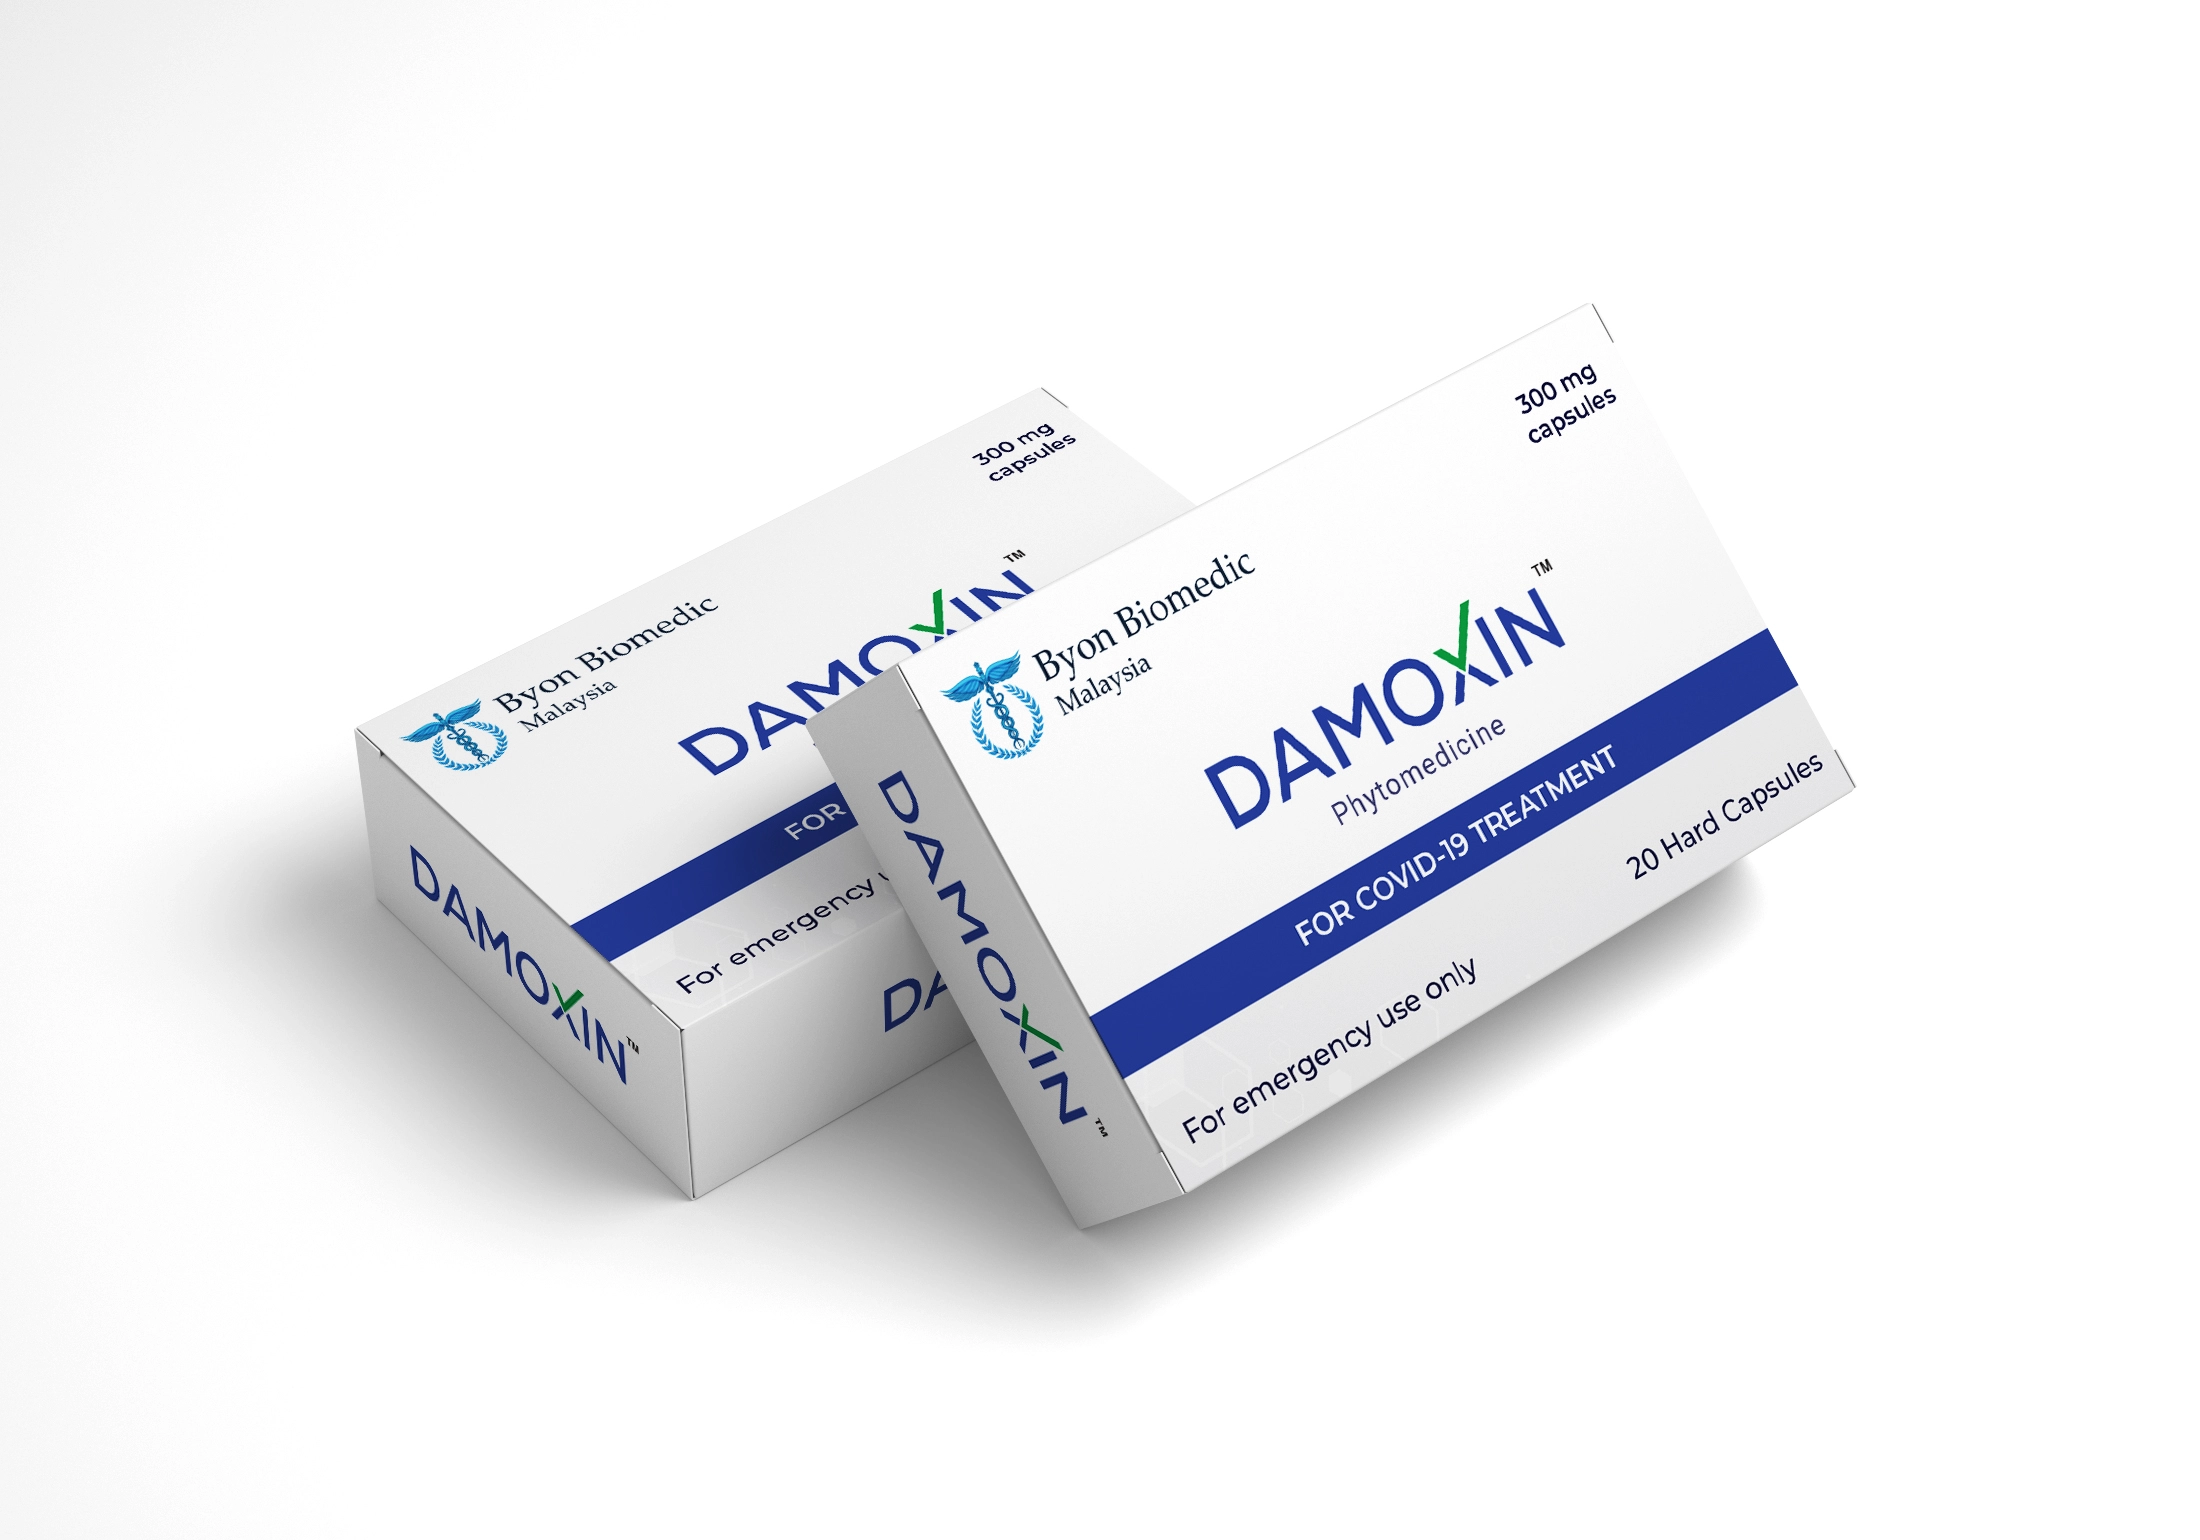 300 mg
capsules
Byon Biomedic
Malaysia
DAMOXIN™
FOR
For emergency
DAMOXIN™
DA
300 mg
capsules
Byon Biomedic
Malaysia
DAMOXIN™
Phytomedicine
FOR COVID-19 TREATMENT
20 Hard Capsules
For emergency use only
DAMOXIN™